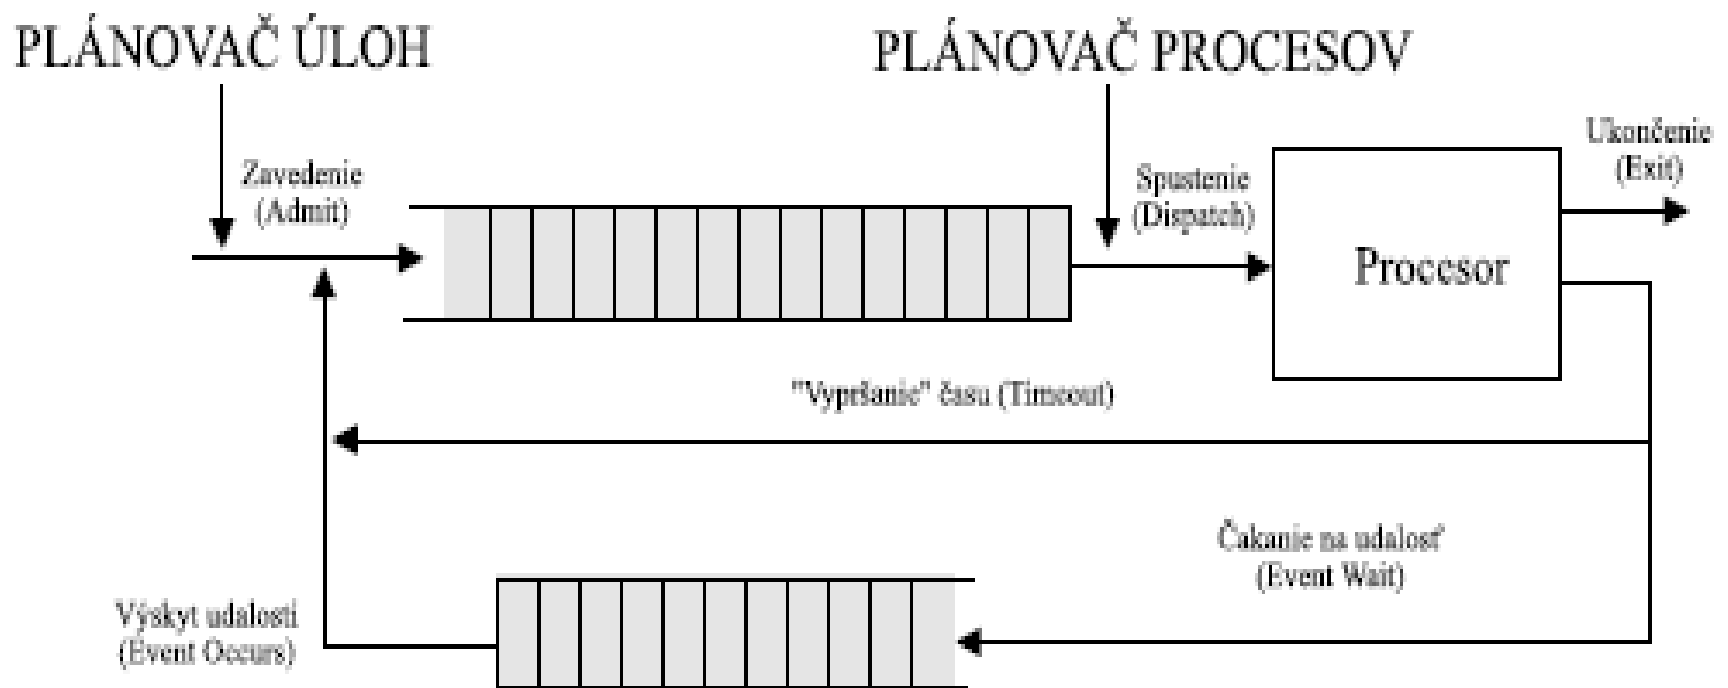 PLÁNOVAČ ÚLOH
PLÁNOVAČ PROCESOV
Zavedenie
(Admit)
Spustenie
(Dispatch)
Ukončenie
(Exit)
Procesor
"Vypršanie" času (Timeout)
Čakanie na udalosť
(Event Wait)
Výskyt udalosti
(Event Occurs)